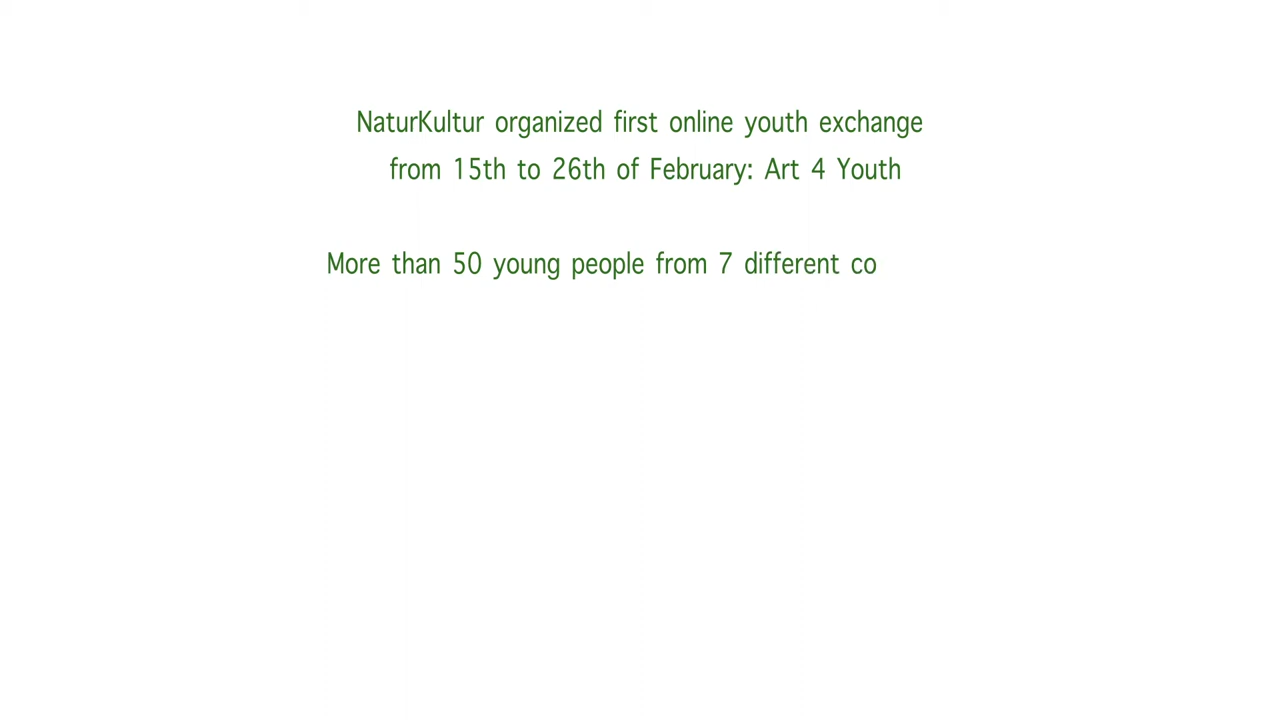 NaturKultur organized first online youth exchange
from 15th to 26th of February: Art 4 Youth
More than 50 young people from 7 different co